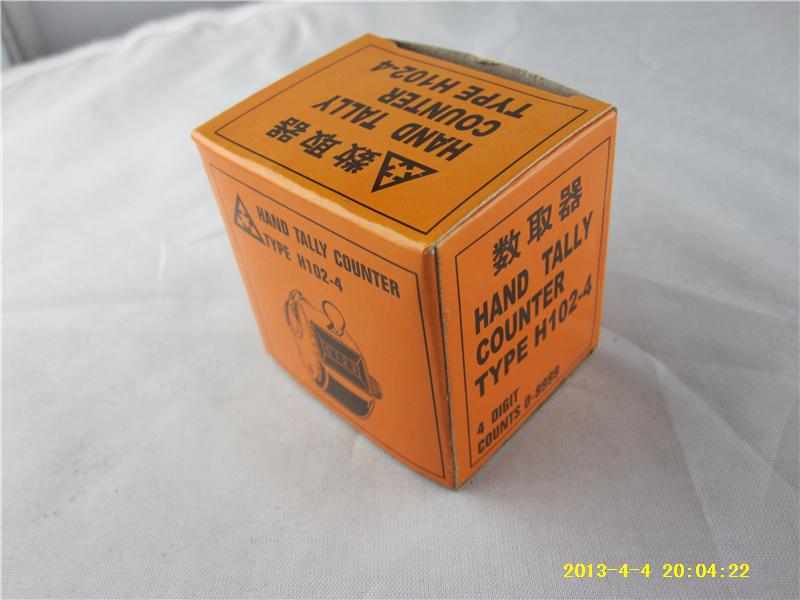 数取器
HAND TALLY
COUNTER
TYPE H102-4
HAND TALLY COUNTER
TYPE H102-4
0123
数取器
HAND TALLY
COUNTER
TYPE H102-4
4 DIGIT
COUNTS 0-9999
2013-4-4 20:04:22